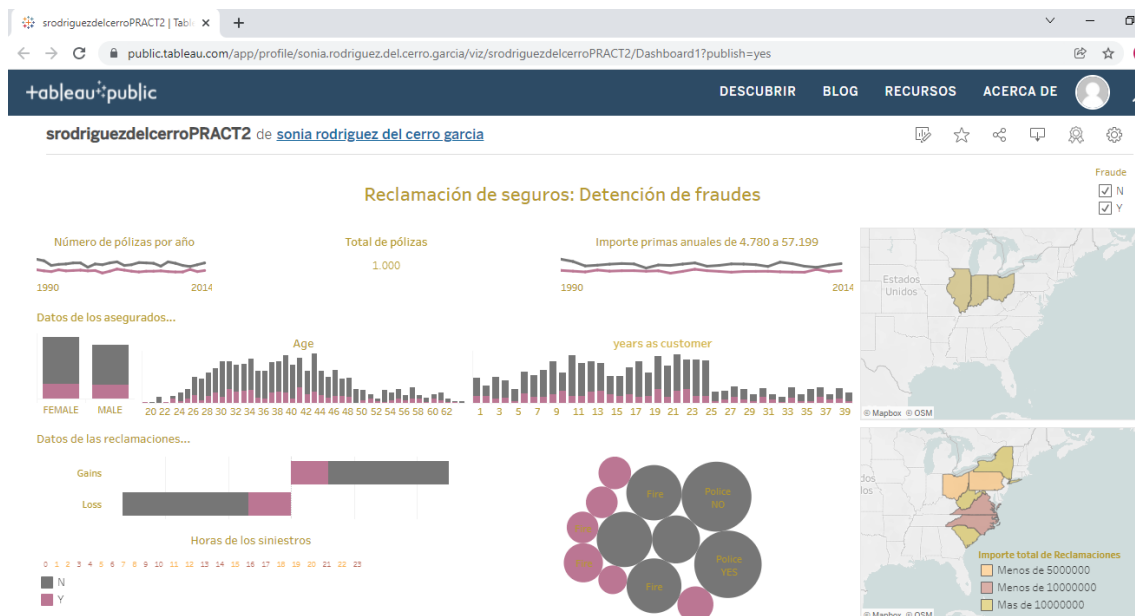 srodriguezdelcerroPRACT2 | Tabl
public.tableau.com/app/profile/sonia.rodriguez.del.cerro.garcia/viz/srodriguezdelcerroPRACT2/Dashboard1?publish=yes
+ableau public
DESCUBRIR BLOG RECURSOS ACERCA DE
srodriguezdelcerroPRACT2 de sonia rodriguez del cerro garcia
Reclamación de seguros: Detención de fraudes
Fraude
N
Y
Número de pólizas por año
1990 2014
Total de pólizas
1.000
Importe primas anuales de 4.780 a 57.199
1990 2014
Estados
Unidos
© Mapbox © OSM
Datos de los asegurados...
FEMALE MALE
Age
20 22 24 26 28 30 32 34 36 38 40 42 44 46 48 50 52 54 56 58 60 62
years as customer
1 3 5 7 9 11 13 15 17 19 21 23 25 27 29 31 33 35 37 39
Datos de las reclamaciones...
Gains
Loss
Horas de los siniestros
0 1 2 3 4 5 6 7 8 9 10 11 12 13 14 15 16 17 18 19 20 21 22 23
N
Y
Fire
Police
NO
Police
YES
Fire
dos
los
Importe total de Reclamaciones
Menos de 5000000
Menos de 10000000
Mas de 10000000
© Mapbox © OSM